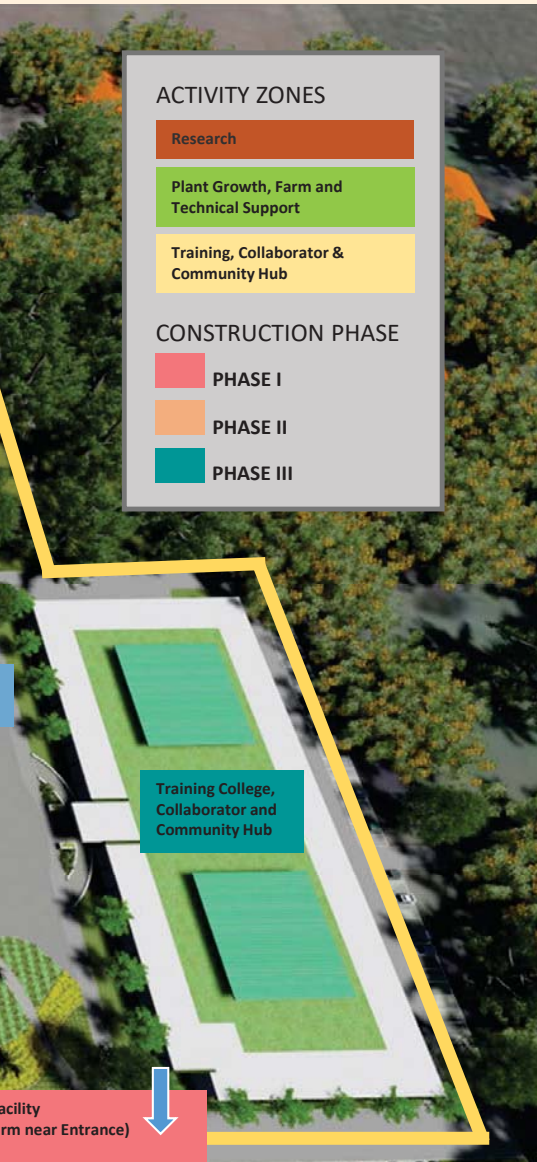 ACTIVITY ZONES
Research
Plant Growth, Farm and
Technical Support
Training, Collaborator &
Community Hub
CONSTRUCTION PHASE
PHASE I
PHASE II
PHASE III
Training College,
Collaborator and
Community Hub
acility
rm near Entrance)